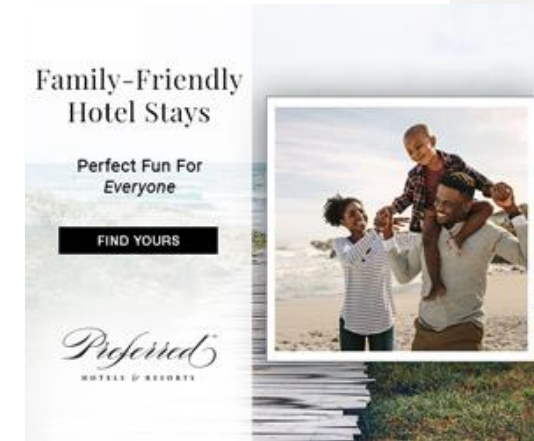 Family-Friendly
Hotel Stays
Perfect Fun For
Everyone
FIND YOURS
Preferred
HOTELS & RESORTS